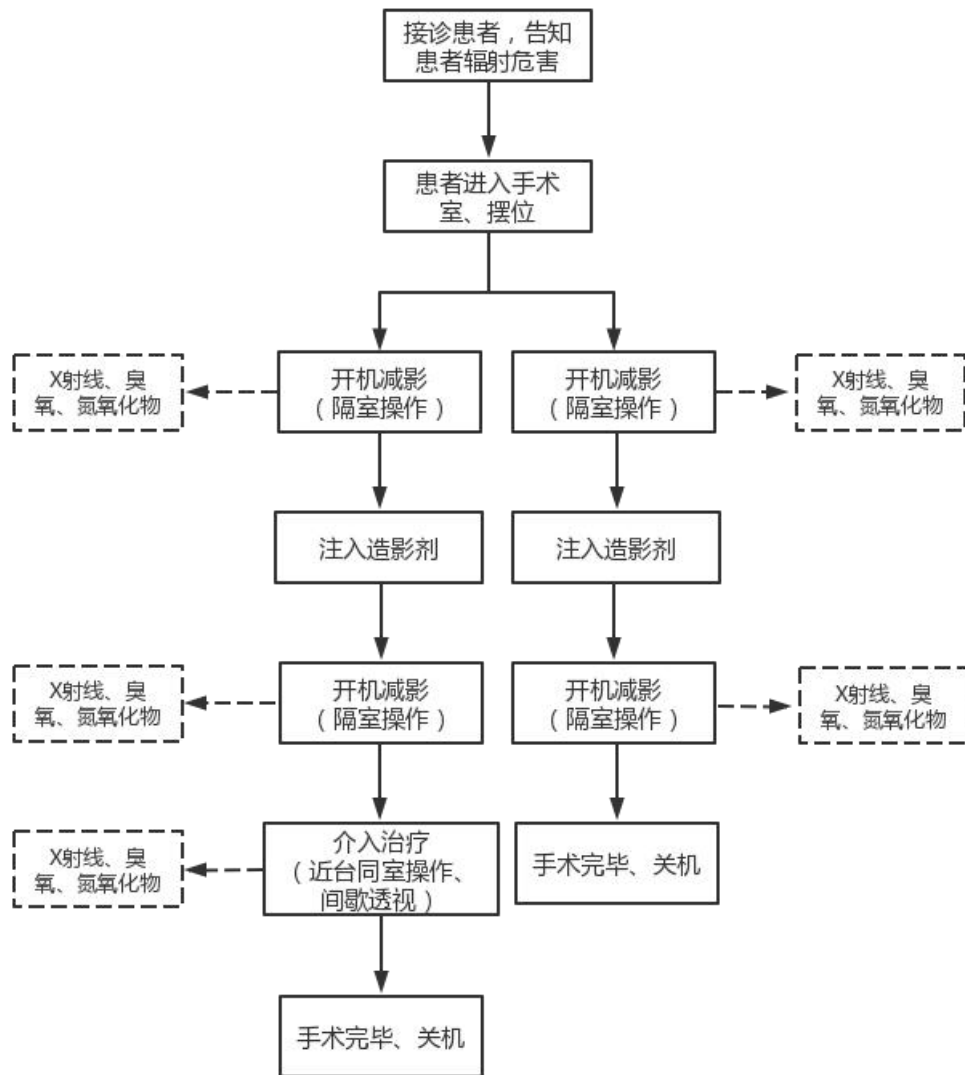 接诊患者，告知
患者辐射危害
患者进入手术
室、摆位
X射线、臭
氧、氮氧化物
开机减影
（隔室操作）
开机减影
（隔室操作）
X射线、臭
氧、氮氧化物
注入造影剂
注入造影剂
X射线、臭
氧、氮氧化物
开机减影
（隔室操作）
开机减影
（隔室操作）
X射线、臭
氧、氮氧化物
X射线、臭
氧、氮氧化物
介入治疗
（近台同室操作、
间歇透视）
手术完毕、关机
手术完毕、关机